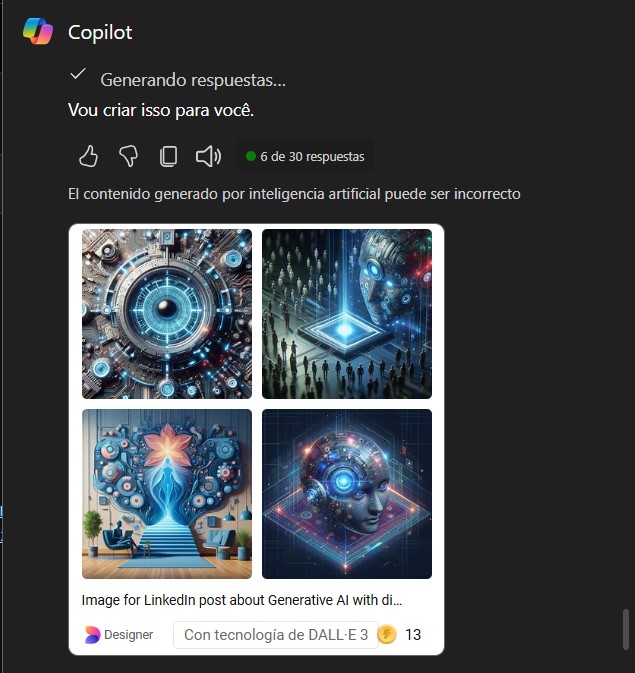 Copilot
Generando respuestas...
Vou criar isso para você.
6 de 30 respuestas
El contenido generado por inteligencia artificial puede ser incorrecto
Image for LinkedIn post about Generative AI with di...
Designer
Con tecnología de DALL·E 3
13